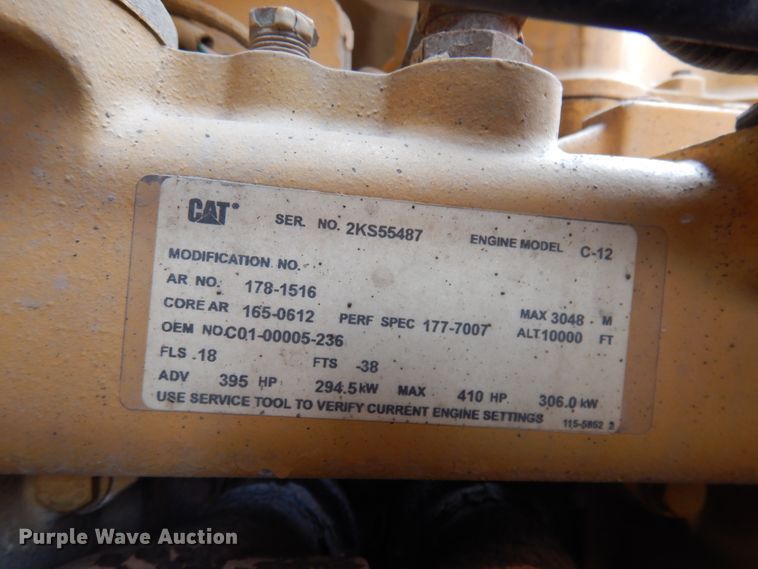 CAT® SER. NO. 2KS55487 ENGINE MODEL C-12
MODIFICATION NO.
AR NO. 178-1516
CORE AR 165-0612 PERF SPEC 177-7007 MAX 3048 M
OEM NO. C01-00005-236 ALT 10000 FT
FLS .18 FTS -38
ADV 395 HP 294.5 kW MAX 410 HP 306.0 kW
USE SERVICE TOOL TO VERIFY CURRENT ENGINE SETTINGS 115-5852 2
Purple Wave Auction